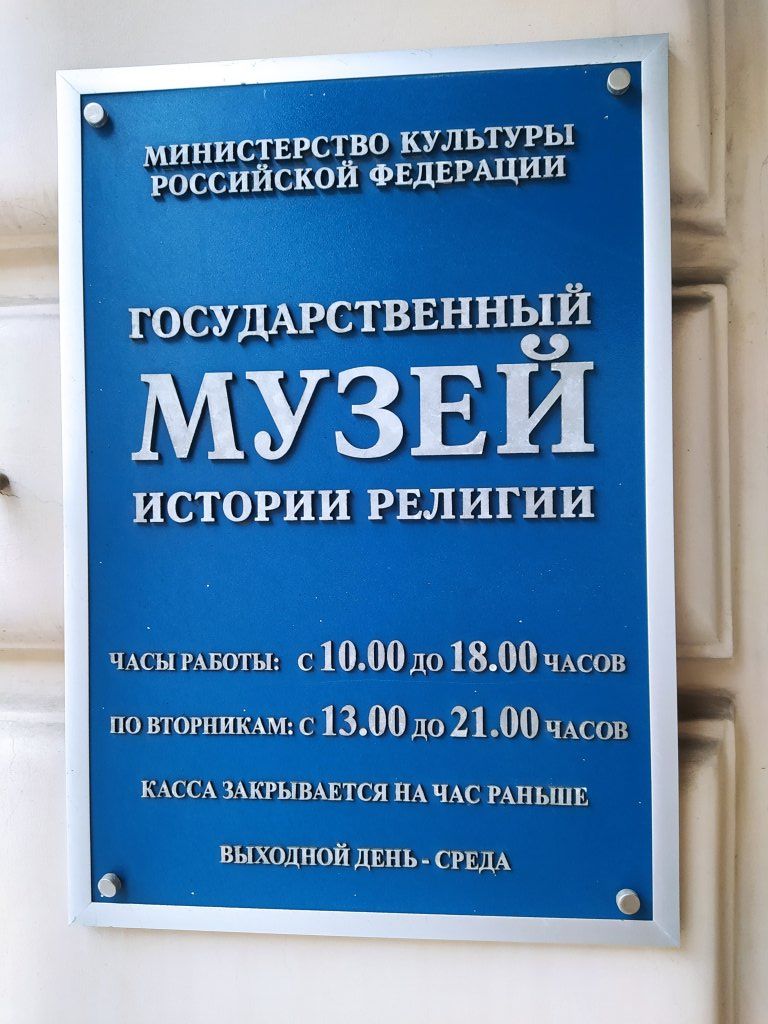 МИНИСТЕРСТВО КУЛЬТУРЫ
РОССИЙСКОЙ ФЕДЕРАЦИИ
ГОСУДАРСТВЕННЫЙ
МУЗЕЙ
ИСТОРИИ РЕЛИГИИ
ЧАСЫ РАБОТЫ: С 10.00 ДО 18.00 ЧАСОВ
ПО ВТОРНИКАМ: С 13.00 ДО 21.00 ЧАСОВ
КАССА ЗАКРЫВАЕТСЯ НА ЧАС РАНЬШЕ
ВЫХОДНОЙ ДЕНЬ - СРЕДА